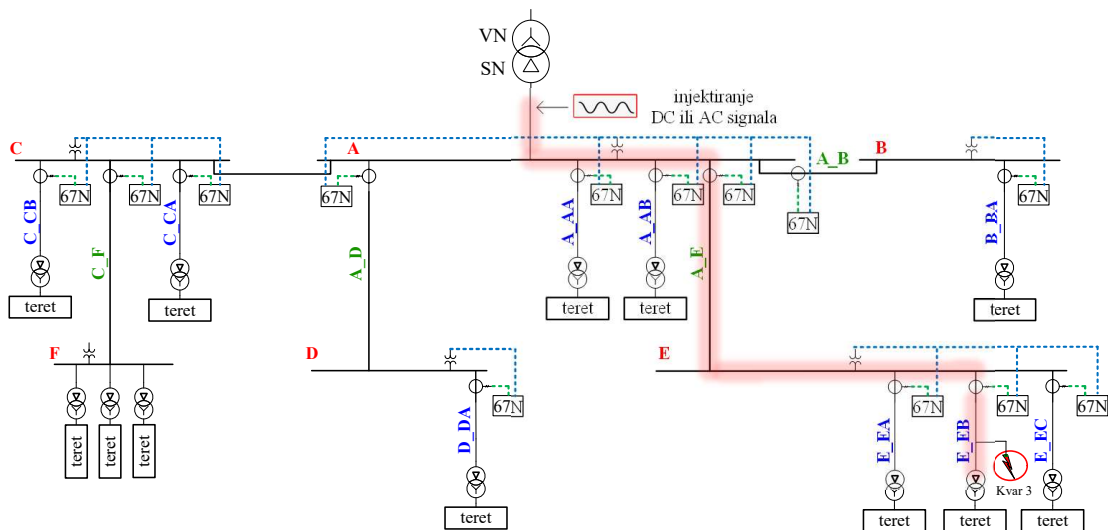 VN
SN
injektiranje
DC ili AC signala
C
A
A_B
B
67N
67N
67N
67N
67N
67N
67N
67N
67N
C_CB
C_F
C_CA
A_D
A_AA
A_AB
A_E
B_BA
teret
teret
teret
teret
teret
F
D
E
67N
67N
67N
67N
teret
teret
teret
D_DA
E_EA
E_EB
E_EC
Kvar 3
teret
teret
teret
teret